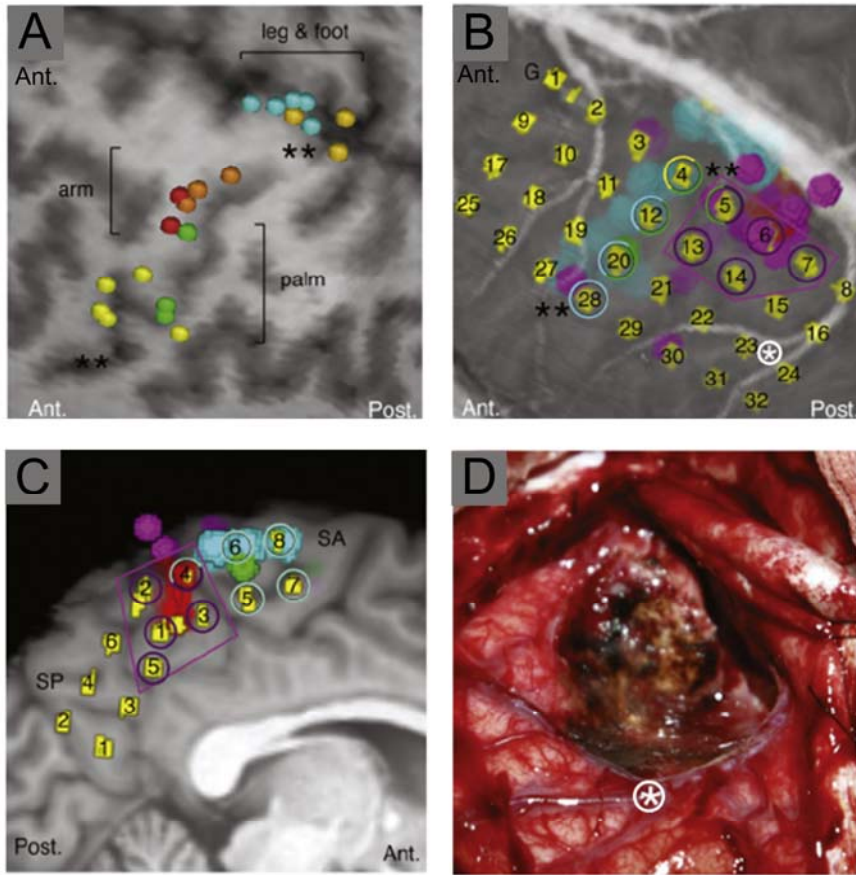 A
Ant.
leg & foot
**
arm
palm
**
Ant.
Post.
B
Ant.
G
1
2
9
3
10
17
4
**
11
5
18
25
12
6
26
19
13
7
20
27
14
8
21
28
**
15
22
16
29
23
*
30
24
31
32
Ant.
Post.
C
6
8
SA
4
2
7
5
3
1
6
5
SP
4
3
2
1
Post.
Ant.
D
*